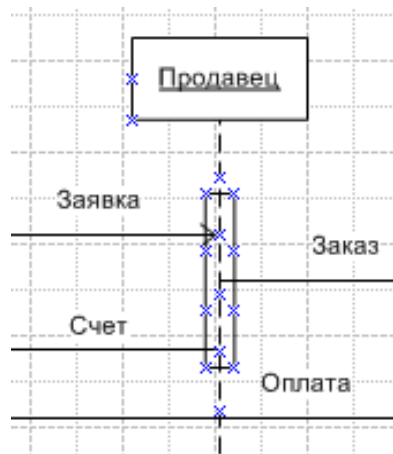 Продавец
Заявка
Заказ
Счет
Оплата